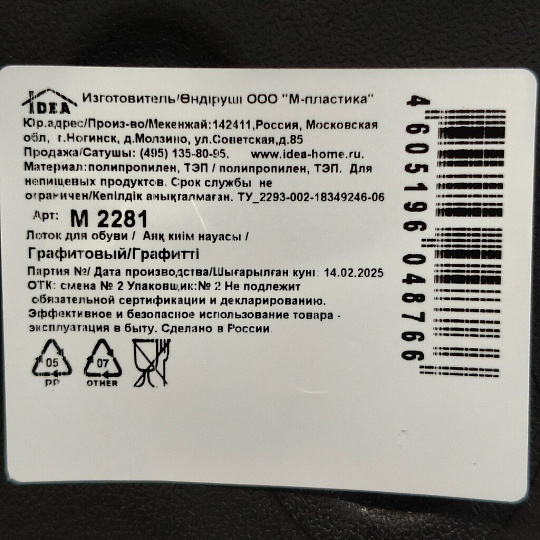 IDEA Изготовитель/Өндіруші ООО "М-пластика"
Юр.адрес/Произ-во/Мекенжай:142411,Россия, Московская
обл, г.Ногинск, д.Молзино, ул.Советская,д.85
Продажа/Сатушы: (495) 135-80-95, www.idea-home.ru.
Материал:полипропилен, ТЭП / полипропилен, ТЭП. Для
непищевых продуктов. Срок службы не
ограничен/Кепілдік анықталмаған. ТУ_2293-002-18349246-06
Арт: М 2281
Лоток для обуви / Аяқ киім науасы /
Графитовый/Графитті
Партия №/ Дата производства/Шығарылған күні: 14.02.2025
ОТК: смена № 2 Упаковщик:№ 2 Не подлежит
обязательной сертификации и декларированию.
Эффективное и безопасное использование товара -
эксплуатация в быту. Сделано в России.
05 07
PP OTHER
4 605196 048766